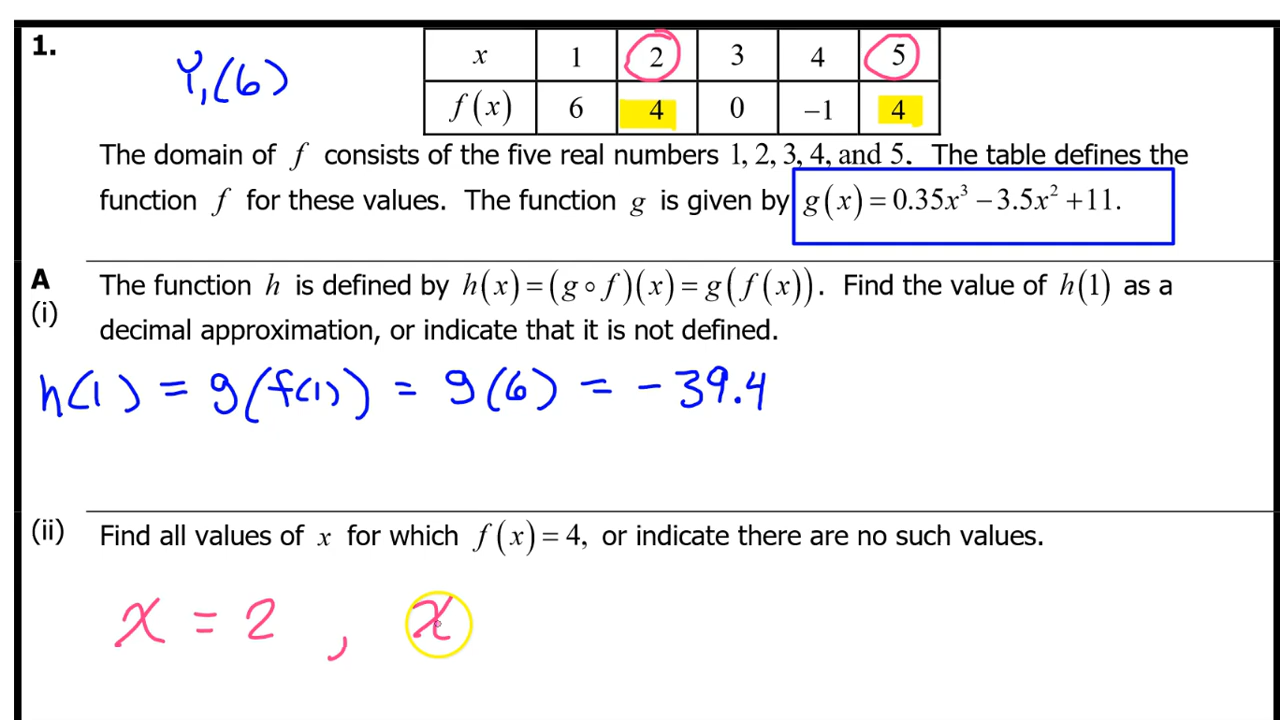 1.
Y₁(6)
x 1 2 3 4 5
f(x) 6 4 0 –1 4
The domain of f consists of the five real numbers 1, 2, 3, 4, and 5. The table defines the
function f for these values. The function g is given by g(x) = 0.35x³ − 3.5x² + 11.
A The function h is defined by h(x) = (g ∘ f)(x) = g(f(x)). Find the value of h(1) as a
(i) decimal approximation, or indicate that it is not defined.
h(1) = g(f(1)) = g(6) = -39.4
(ii) Find all values of x for which f(x) = 4, or indicate there are no such values.
x = 2 , x